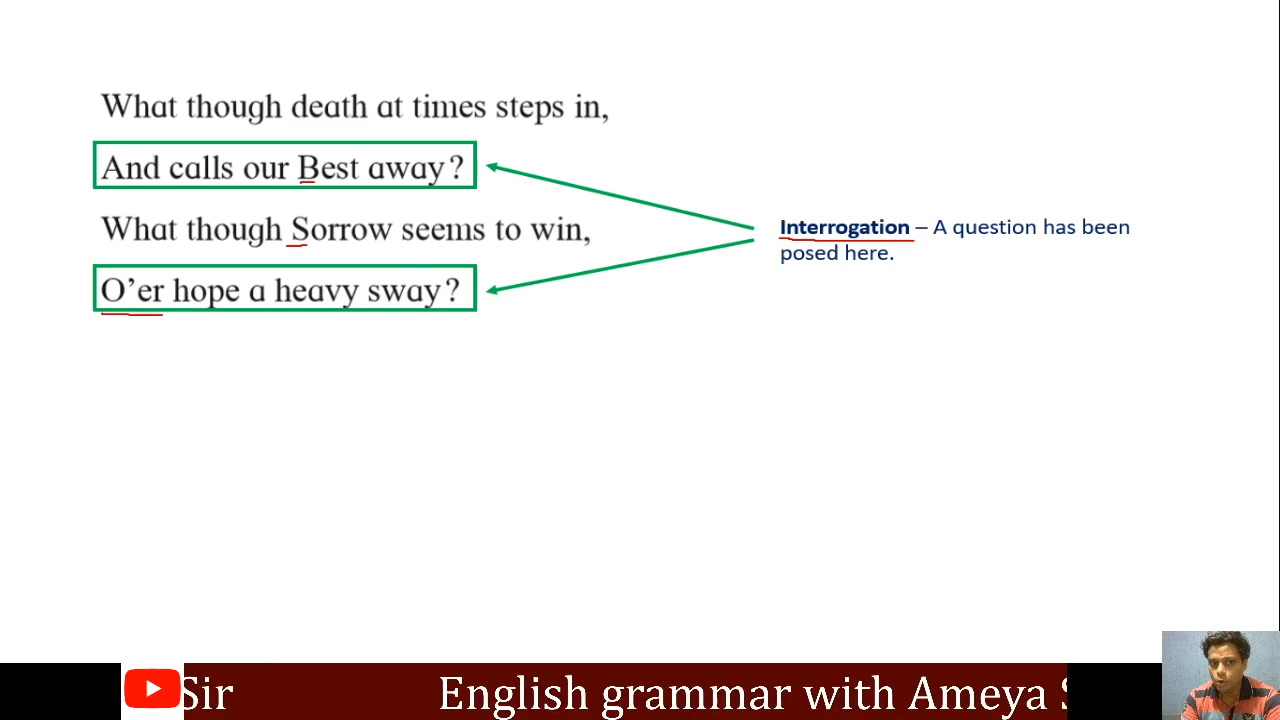 What though death at times steps in,
And calls our Best away?
What though Sorrow seems to win,
O’er hope a heavy sway?
Interrogation – A question has been
posed here.
Sir English grammar with Ameya S